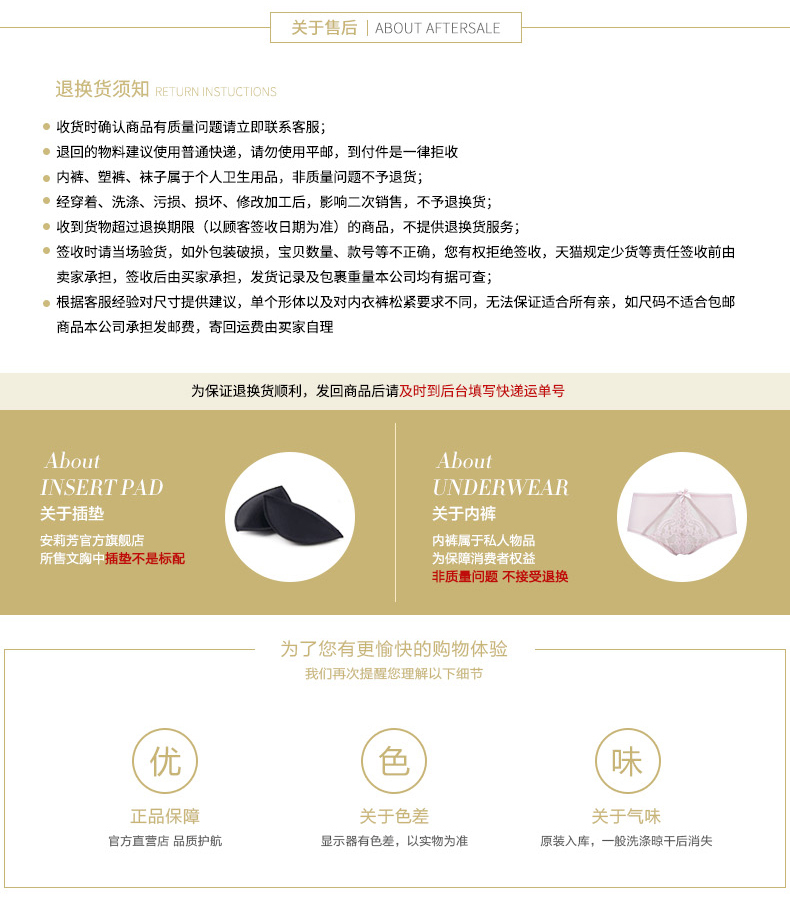 关于售后 | ABOUT AFTERSALE
退换货须知 RETURN INSTUCTIONS
收货时确认商品有质量问题请立即联系客服；
退回的物料建议使用普通快递，请勿使用平邮，到付件是一律拒收
内裤、塑裤、袜子属于个人卫生用品，非质量问题不予退货；
经穿着、洗涤、污损、损坏、修改加工后，影响二次销售，不予退换货；
收到货物超过退换期限（以顾客签收日期为准）的商品，不提供退换货服务；
签收时请当场验货，如外包装破损，宝贝数量、款号等不正确，您有权拒绝签收，天猫规定少货等责任签收前由
卖家承担，签收后由买家承担，发货记录及包裹重量本公司均有据可查；
根据客服经验对尺寸提供建议，单个形体以及对内衣裤松紧要求不同，无法保证适合所有亲，如尺码不适合包邮
商品本公司承担发邮费，寄回运费由买家自理
为保证退换货顺利，发回商品后请及时到后台填写快递运单号
About
INSERT PAD
关于插垫
安莉芳官方旗舰店
所售文胸中插垫不是标配
About
UNDERWEAR
关于内裤
内裤属于私人物品
为保障消费者权益
非质量问题 不接受退换
为了您有更愉快的购物体验
我们再次提醒您理解以下细节
优
正品保障
官方直营店 品质护航
色
关于色差
显示器有色差，以实物为准
味
关于气味
原装入库，一般洗涤晾干后消失